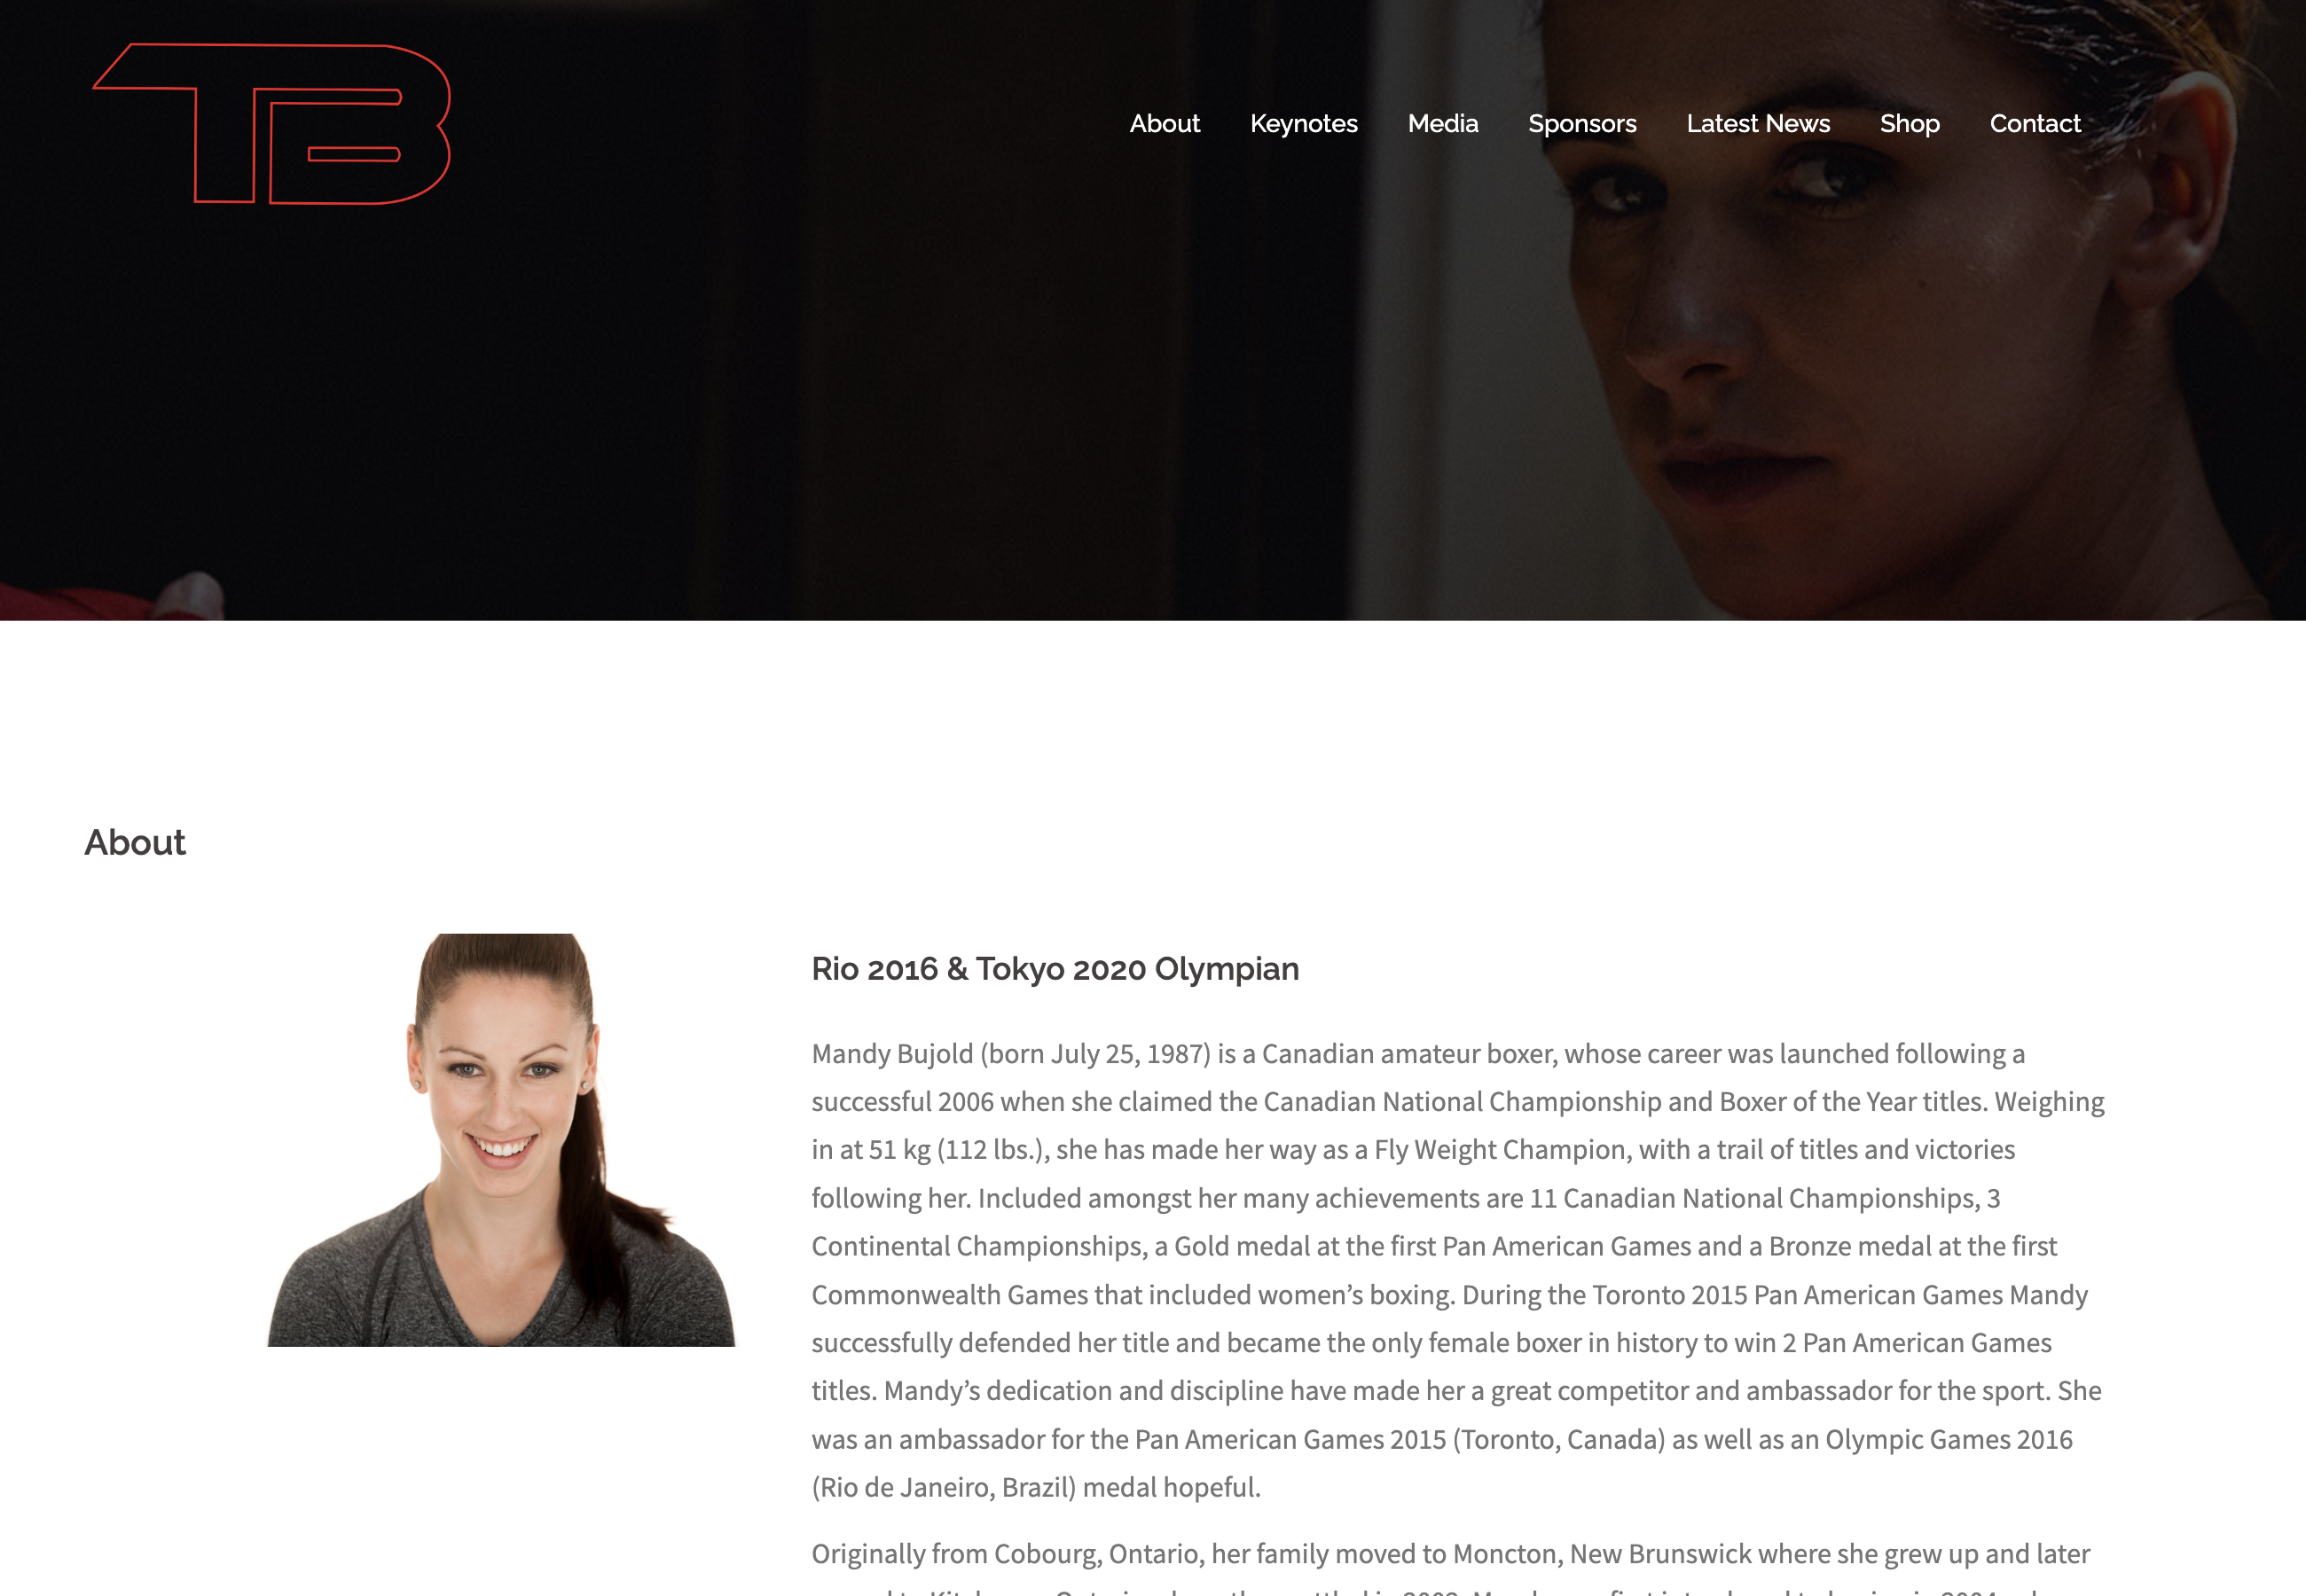 TB
About Keynotes Media Sponsors Latest News Shop Contact
About
Rio 2016 & Tokyo 2020 Olympian
Mandy Bujold (born July 25, 1987) is a Canadian amateur boxer, whose career was launched following a
successful 2006 when she claimed the Canadian National Championship and Boxer of the Year titles. Weighing
in at 51 kg (112 lbs.), she has made her way as a Fly Weight Champion, with a trail of titles and victories
following her. Included amongst her many achievements are 11 Canadian National Championships, 3
Continental Championships, a Gold medal at the first Pan American Games and a Bronze medal at the first
Commonwealth Games that included women’s boxing. During the Toronto 2015 Pan American Games Mandy
successfully defended her title and became the only female boxer in history to win 2 Pan American Games
titles. Mandy’s dedication and discipline have made her a great competitor and ambassador for the sport. She
was an ambassador for the Pan American Games 2015 (Toronto, Canada) as well as an Olympic Games 2016
(Rio de Janeiro, Brazil) medal hopeful.
Originally from Cobourg, Ontario, her family moved to Moncton, New Brunswick where she grew up and later